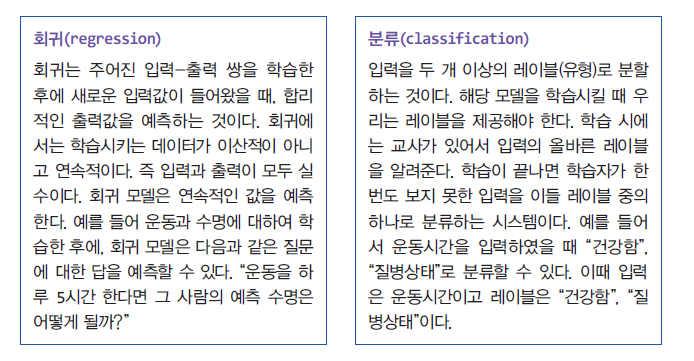 회귀(regression)
회귀는 주어진 입력-출력 쌍을 학습한
후에 새로운 입력값이 들어왔을 때, 합리
적인 출력값을 예측하는 것이다. 회귀에
서는 학습시키는 데이터가 이산적이 아니
고 연속적이다. 즉 입력과 출력이 모두 실
수이다. 회귀 모델은 연속적인 값을 예측
한다. 예를 들어 운동과 수명에 대하여 학
습한 후에, 회귀 모델은 다음과 같은 질문
에 대한 답을 예측할 수 있다. “운동을 하
루 5시간 한다면 그 사람의 예측 수명은
어떻게 될까?”
분류(classification)
입력을 두 개 이상의 레이블(유형)로 분할
하는 것이다. 해당 모델을 학습시킬 때 우
리는 레이블을 제공해야 한다. 학습 시에
는 교사가 있어서 입력의 올바른 레이블
을 알려준다. 학습이 끝나면 학습자가 한
번도 보지 못한 입력을 이들 레이블 중의
하나로 분류하는 시스템이다. 예를 들어
서 운동시간을 입력하였을 때 “건강함”,
“질병상태”로 분류할 수 있다. 이때 입력
은 운동시간이고 레이블은 “건강함”, “질
병상태”이다.